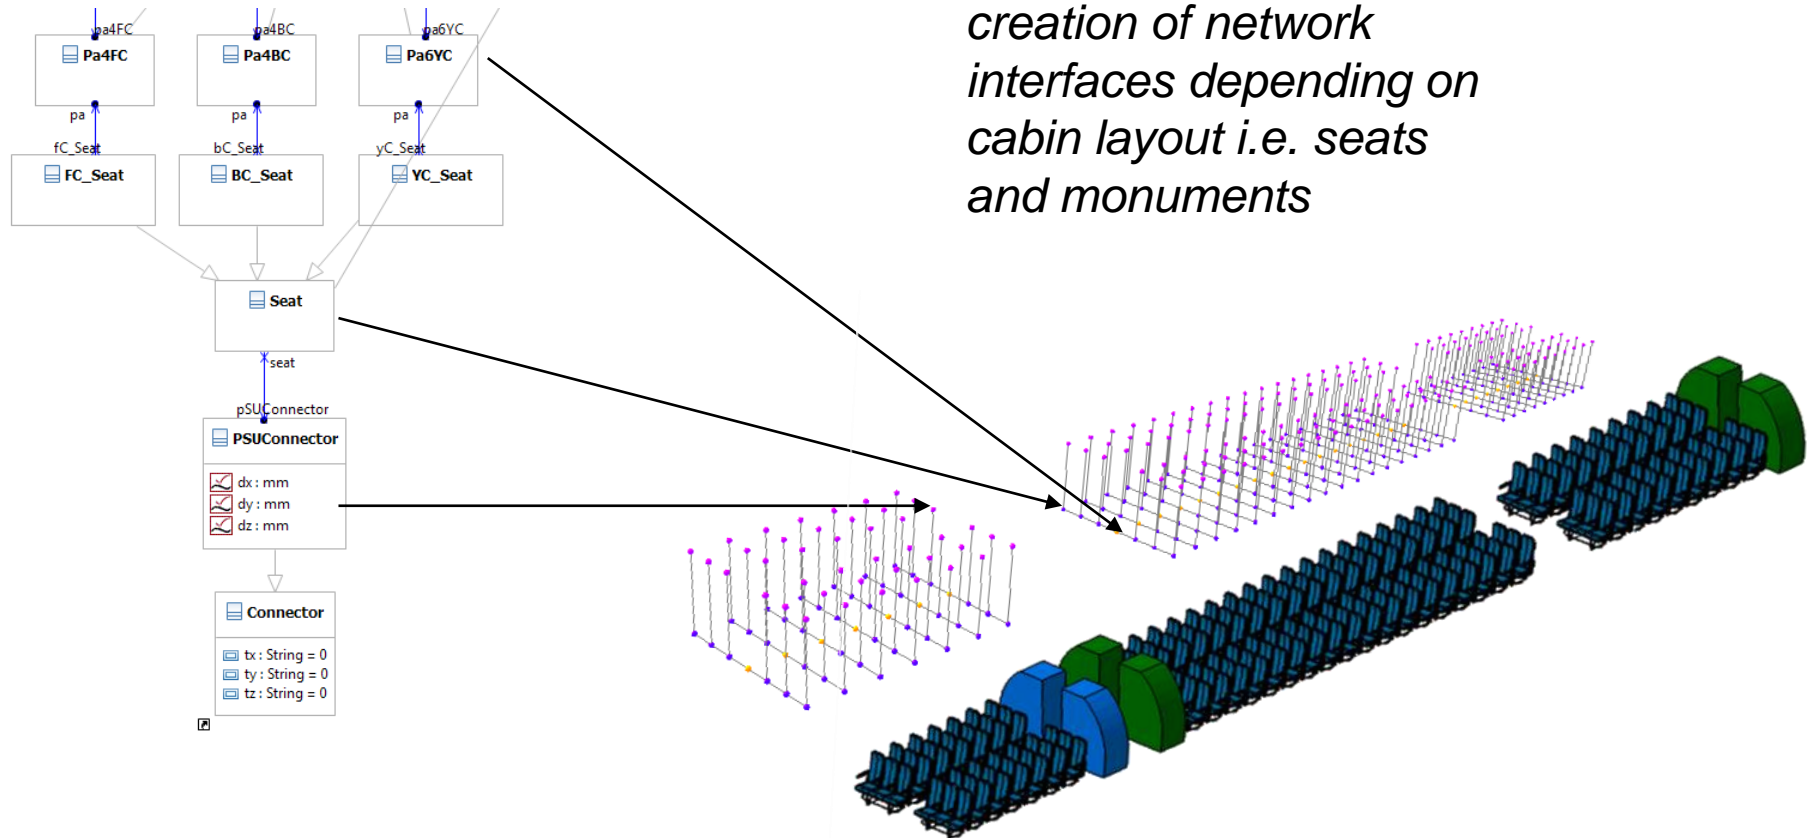 creation of network
interfaces depending on
cabin layout i.e. seats
and monuments
pa4FC
pa4BC
pa6YC
Pa4FC
Pa4BC
Pa6YC
pa
pa
pa
fC_Seat
bC_Seat
yC_Seat
FC_Seat
BC_Seat
YC_Seat
Seat
seat
pSUConnector
PSUConnector
dx : mm
dy : mm
dz : mm
Connector
tx : String = 0
ty : String = 0
tz : String = 0